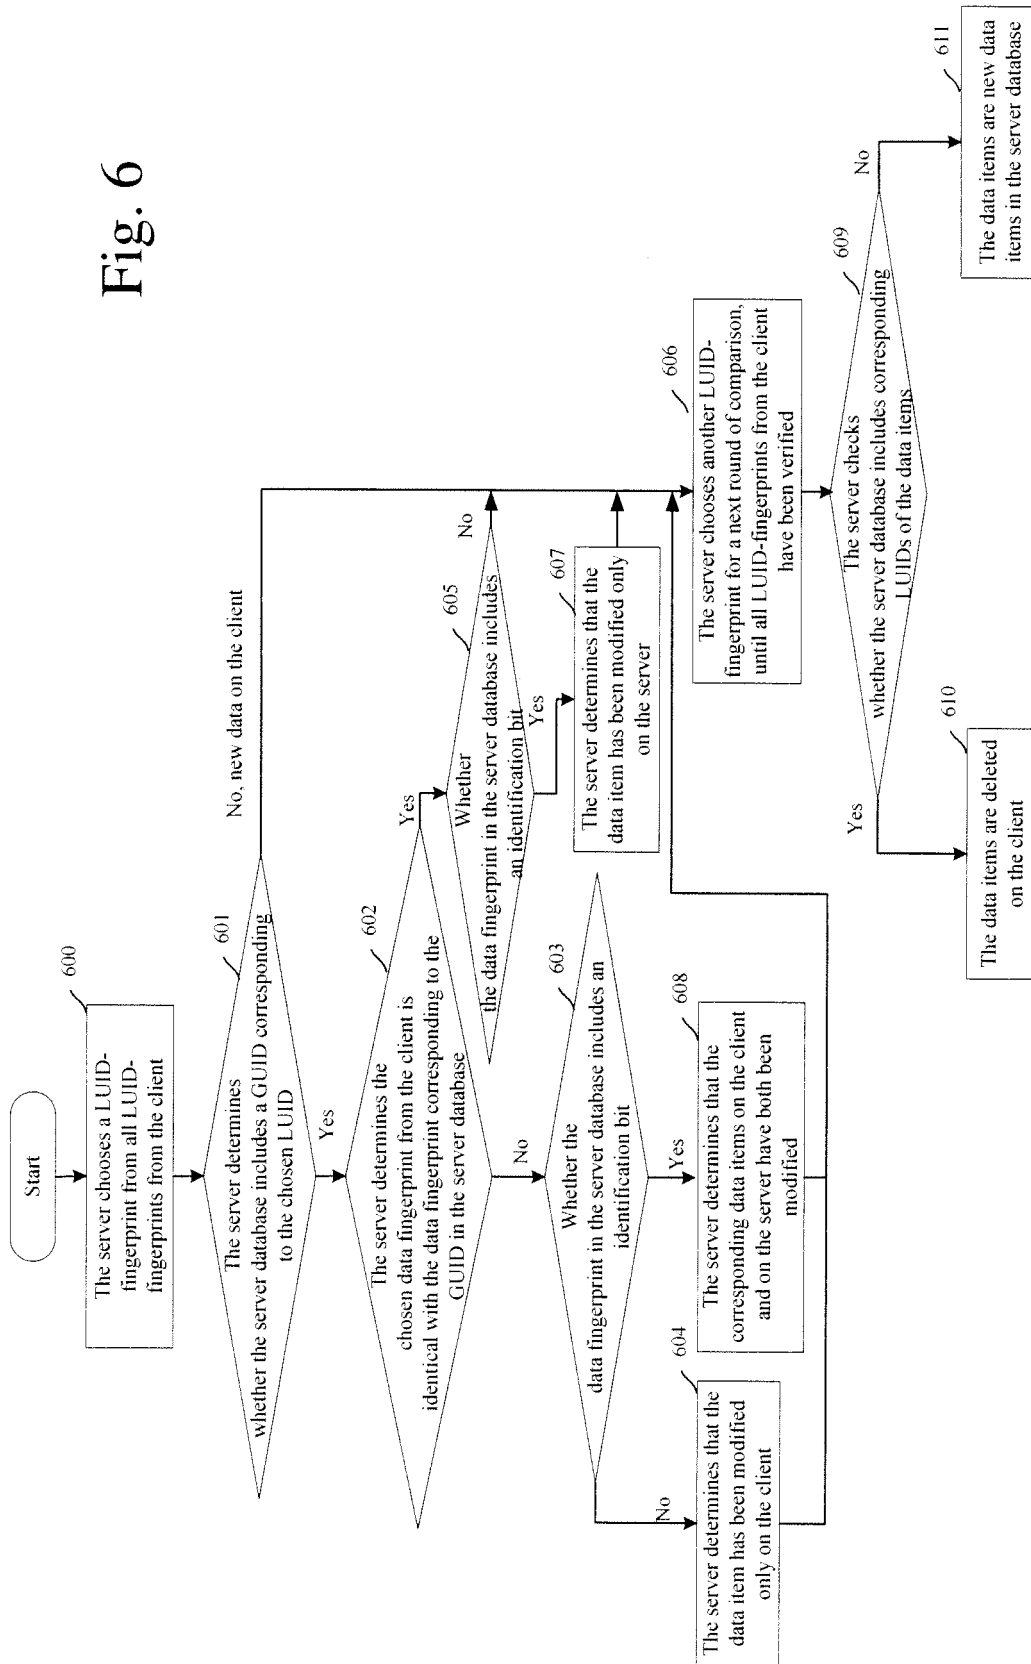 Fig. 6
Start
600
The server chooses a LUID-
fingerprint from all LUID-
fingerprints from the client
601
The server determines
whether the server database includes a GUID corresponding
to the chosen LUID
No, new data on the client
Yes
602
The server determines the
chosen data fingerprint from the client is
identical with the data fingerprint corresponding to the
GUID in the server database
Yes
No
605
Whether
the data fingerprint in the server database includes
an identification bit
No
Yes
603
Whether the
data fingerprint in the server database includes an
identification bit
Yes
No
607
The server determines that the
data item has been modified only
on the server
604
The server determines that the
data item has been modified
only on the client
608
The server determines that the
corresponding data items on the client
and on the server have both been
modified
606
The server chooses another LUID-
fingerprint for a next round of comparison,
until all LUID-fingerprints from the client
have been verified
609
The server checks
whether the server database includes corresponding
LUIDs of the data items
Yes
No
610
The data items are deleted
on the client
611
The data items are new data
items in the server database